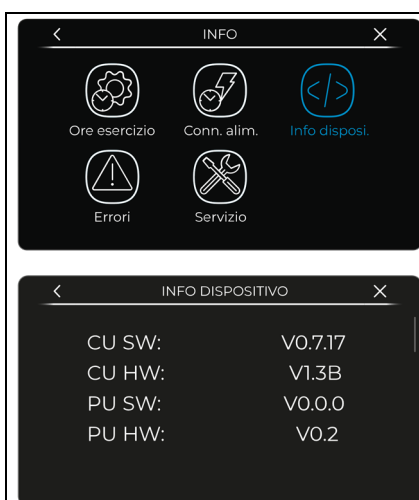 INFO
Ore esercizio Conn. alim. Info disposi.
Errori Servizio
INFO DISPOSITIVO
CU SW: V0.7.17
CU HW: V1.3B
PU SW: V0.0.0
PU HW: V0.2